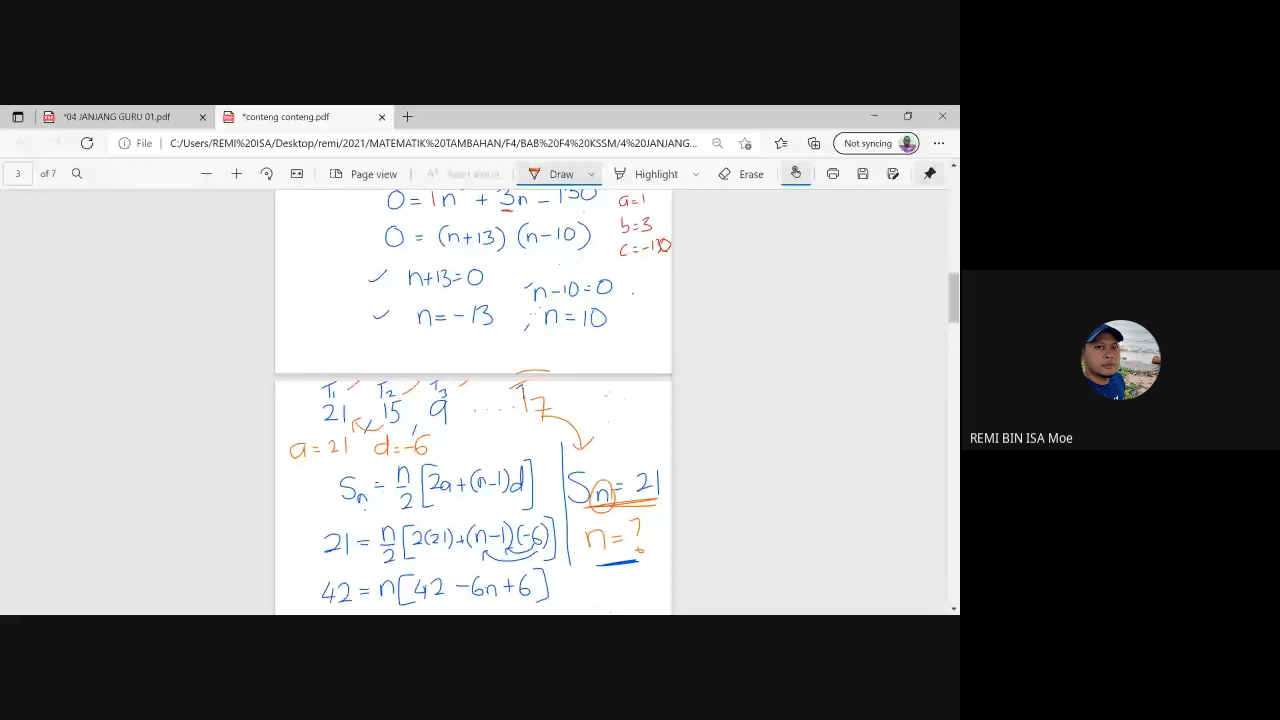 *04 JANJANG GURU 01.pdf
*conteng conteng.pdf
File
C:/Users/REMI%20ISA/Desktop/remi/2021/MATEMATIK%20TAMBAHAN/F4/BAB%20F4%20KSSM/4%20JANJANG...
Not syncing
3 of 7
Page view
Read aloud
Draw
Highlight
Erase
0 = 1n² + 3n - 130
a=1
b=3
0 = (n+13) (n-10)
c=-130
n+13=0
n-10=0
n=-13
n=10
T₁ T₂ T₃ .... T₇
21 15 9
a=21 d=-6
Sn = n/2 [2a+(n-1)d]
Sn = 21
21 = n/2 [2(21)+(n-1)(-6)]
n=?
42 = n[42 -6n+6]
REMI BIN ISA Moe